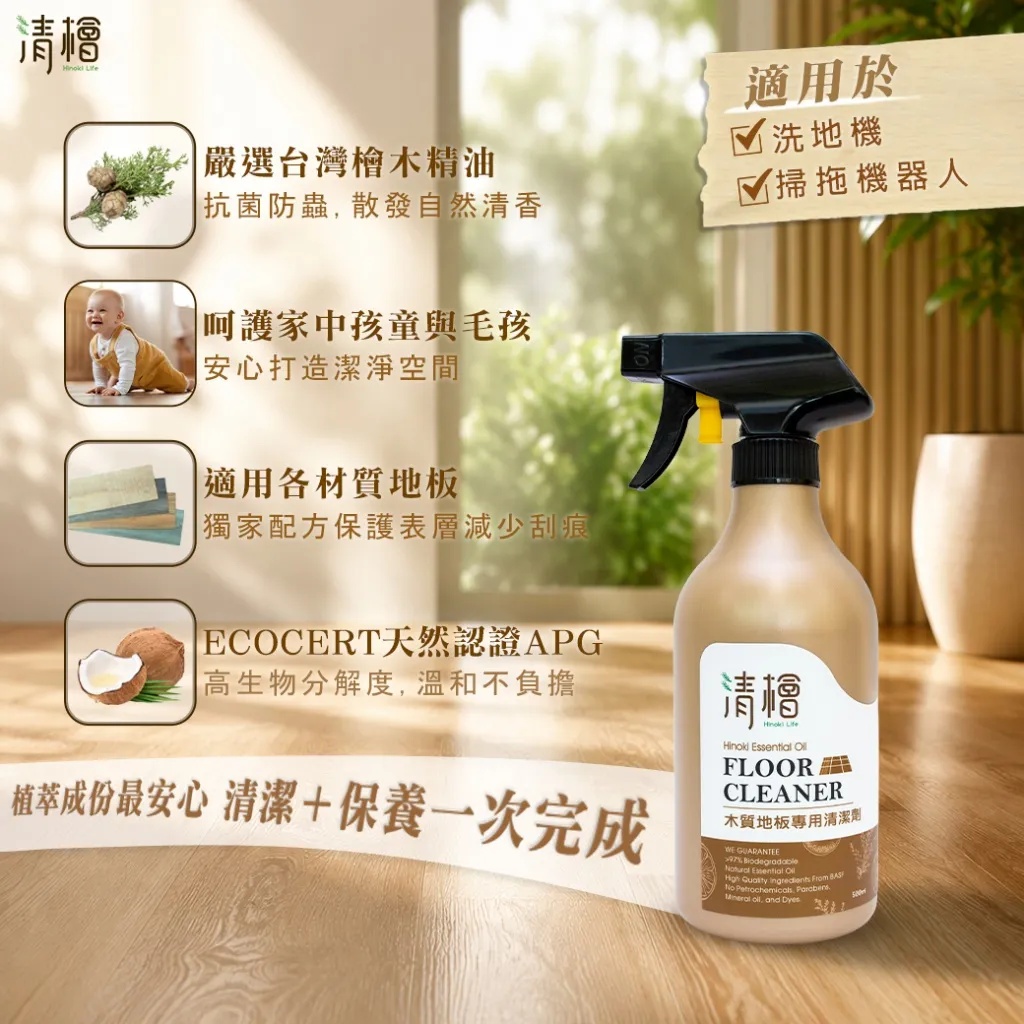 清檜
Hinoki Life
適用於
洗地機
掃拖機器人
嚴選台灣檜木精油
抗菌防蟲, 散發自然清香
呵護家中孩童與毛孩
安心打造潔淨空間
適用各材質地板
獨家配方保護表層減少刮痕
ECOCERT天然認證APG
高生物分解度, 溫和不負擔
植萃成份最安心 清潔+保養一次完成
ON
清檜
Hinoki Life
Hinoki Essential Oil
FLOOR
CLEANER
木質地板專用清潔劑
WE GUARANTEE
>97% Biodegradable
Natural Essential Oil
High Quality Ingredients From BASF
No Petrochemicals, Parabens,
Mineral oil, and Dyes.
500ml